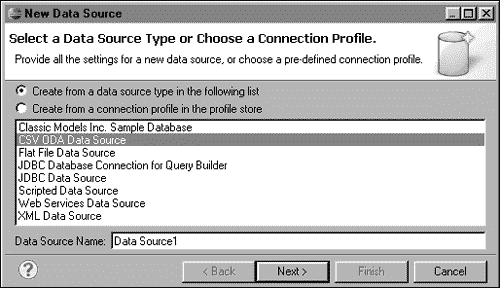 New Data Source
Select a Data Source Type or Choose a Connection Profile.
Provide all the settings for a new data source, or choose a pre-defined connection profile.
Create from a data source type in the following list
Create from a connection profile in the profile store
Classic Models Inc. Sample Database
CSV ODA Data Source
Flat File Data Source
JDBC Database Connection for Query Builder
JDBC Data Source
Scripted Data Source
Web Services Data Source
XML Data Source
Data Source Name: Data Source1
? < Back Next > Finish Cancel